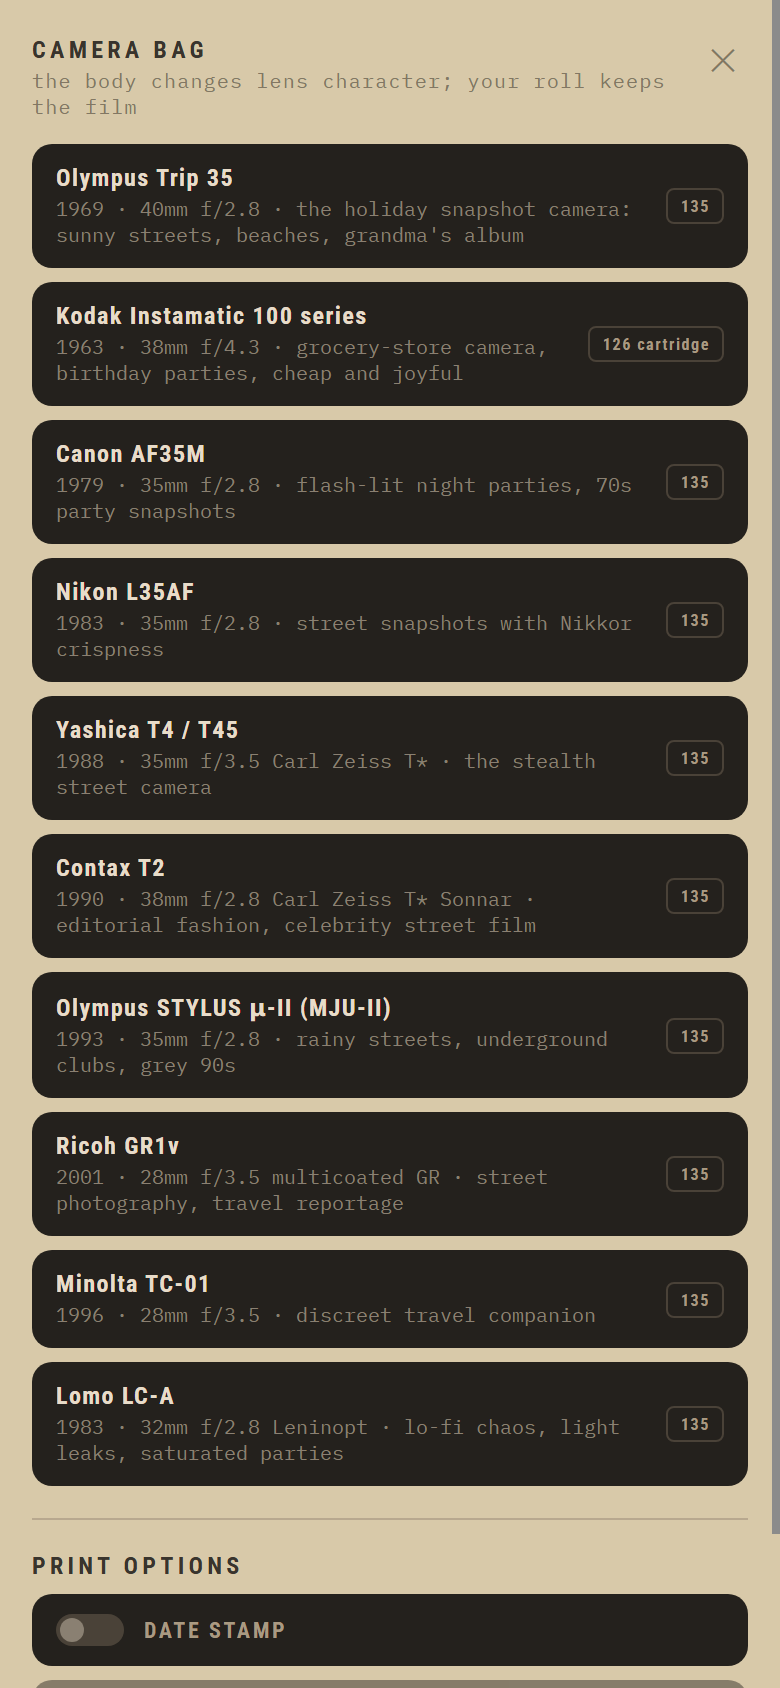 CAMERA BAG
the body changes lens character; your roll keeps
the film
Olympus Trip 35
1969 · 40mm f/2.8 · the holiday snapshot camera:
sunny streets, beaches, grandma's album
135
Kodak Instamatic 100 series
1963 · 38mm f/4.3 · grocery-store camera,
birthday parties, cheap and joyful
126 cartridge
Canon AF35M
1979 · 35mm f/2.8 · flash-lit night parties, 70s
party snapshots
135
Nikon L35AF
1983 · 35mm f/2.8 · street snapshots with Nikkor
crispness
135
Yashica T4 / T45
1988 · 35mm f/3.5 Carl Zeiss T★ · the stealth
street camera
135
Contax T2
1990 · 38mm f/2.8 Carl Zeiss T★ Sonnar ·
editorial fashion, celebrity street film
135
Olympus STYLUS µ-II (MJU-II)
1993 · 35mm f/2.8 · rainy streets, underground
clubs, grey 90s
135
Ricoh GR1v
2001 · 28mm f/3.5 multicoated GR · street
photography, travel reportage
135
Minolta TC-01
1996 · 28mm f/3.5 · discreet travel companion
135
Lomo LC-A
1983 · 32mm f/2.8 Leninopt · lo-fi chaos, light
leaks, saturated parties
135
PRINT OPTIONS
DATE STAMP